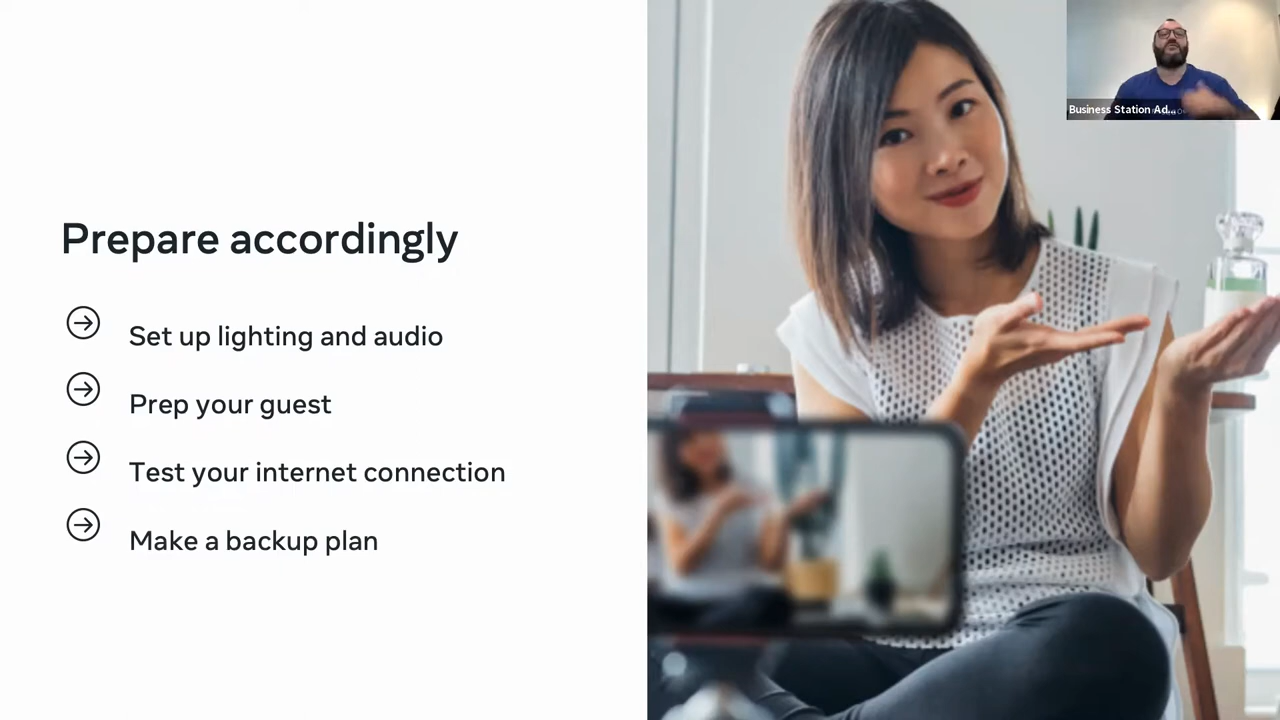 Prepare accordingly
Set up lighting and audio
Prep your guest
Test your internet connection
Make a backup plan
Business Station Ad...